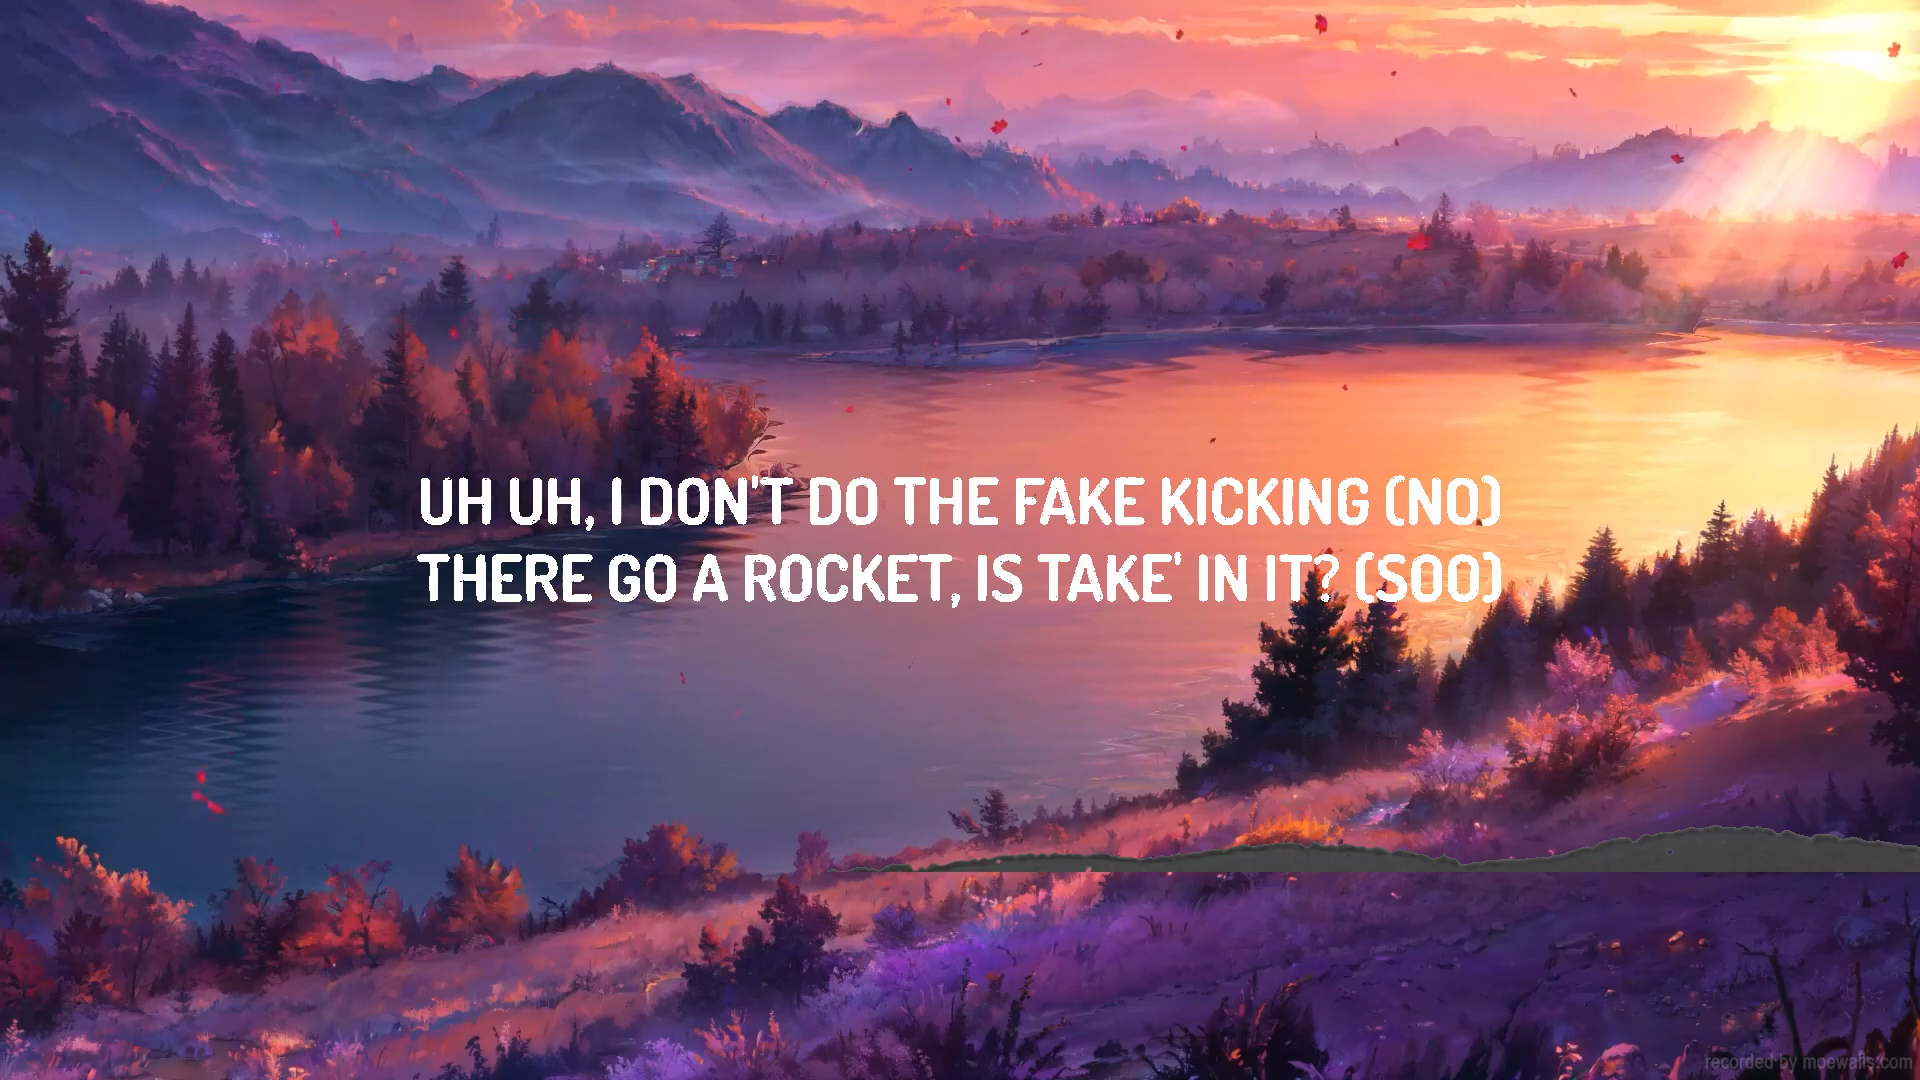 UH UH, I DON'T DO THE FAKE KICKING (NO)
THERE GO A ROCKET, IS TAKE' IN IT? (SOO)
recorded by moewalls.com